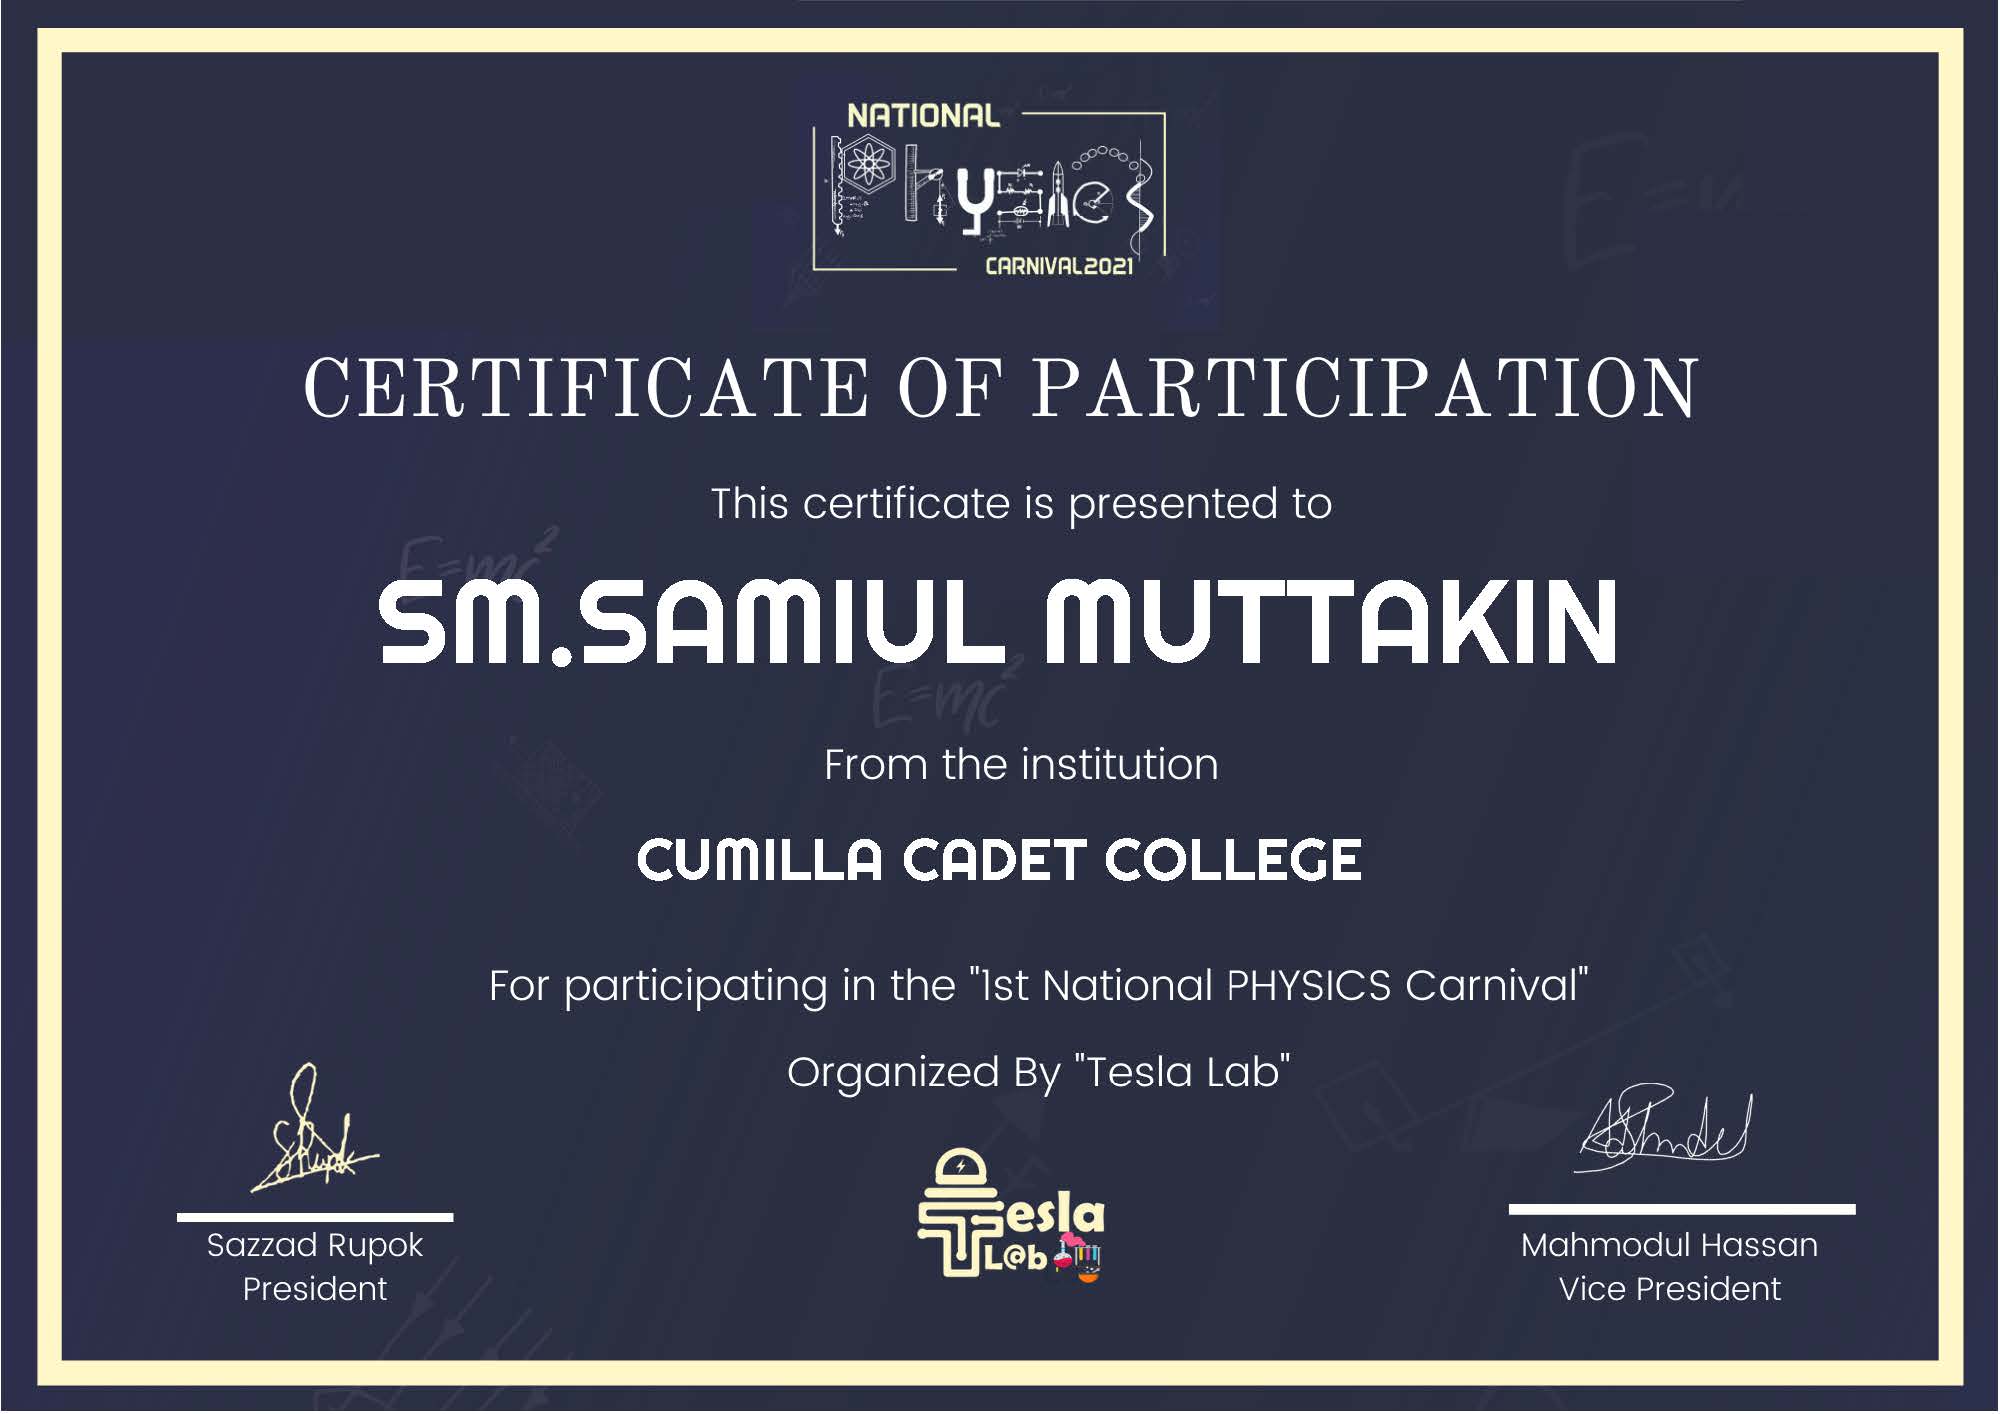 NATIONAL
Physics
CARNIVAL2021
E=m
CERTIFICATE OF PARTICIPATION
This certificate is presented to
E=mc²
SM.SAMIUL MUTTAKIN
E=mc²
From the institution
CUMILLA CADET COLLEGE
For participating in the "1st National PHYSICS Carnival"
Organized By "Tesla Lab"
Tesla
L@b
Sazzad Rupok
President
Mahmodul Hassan
Vice President